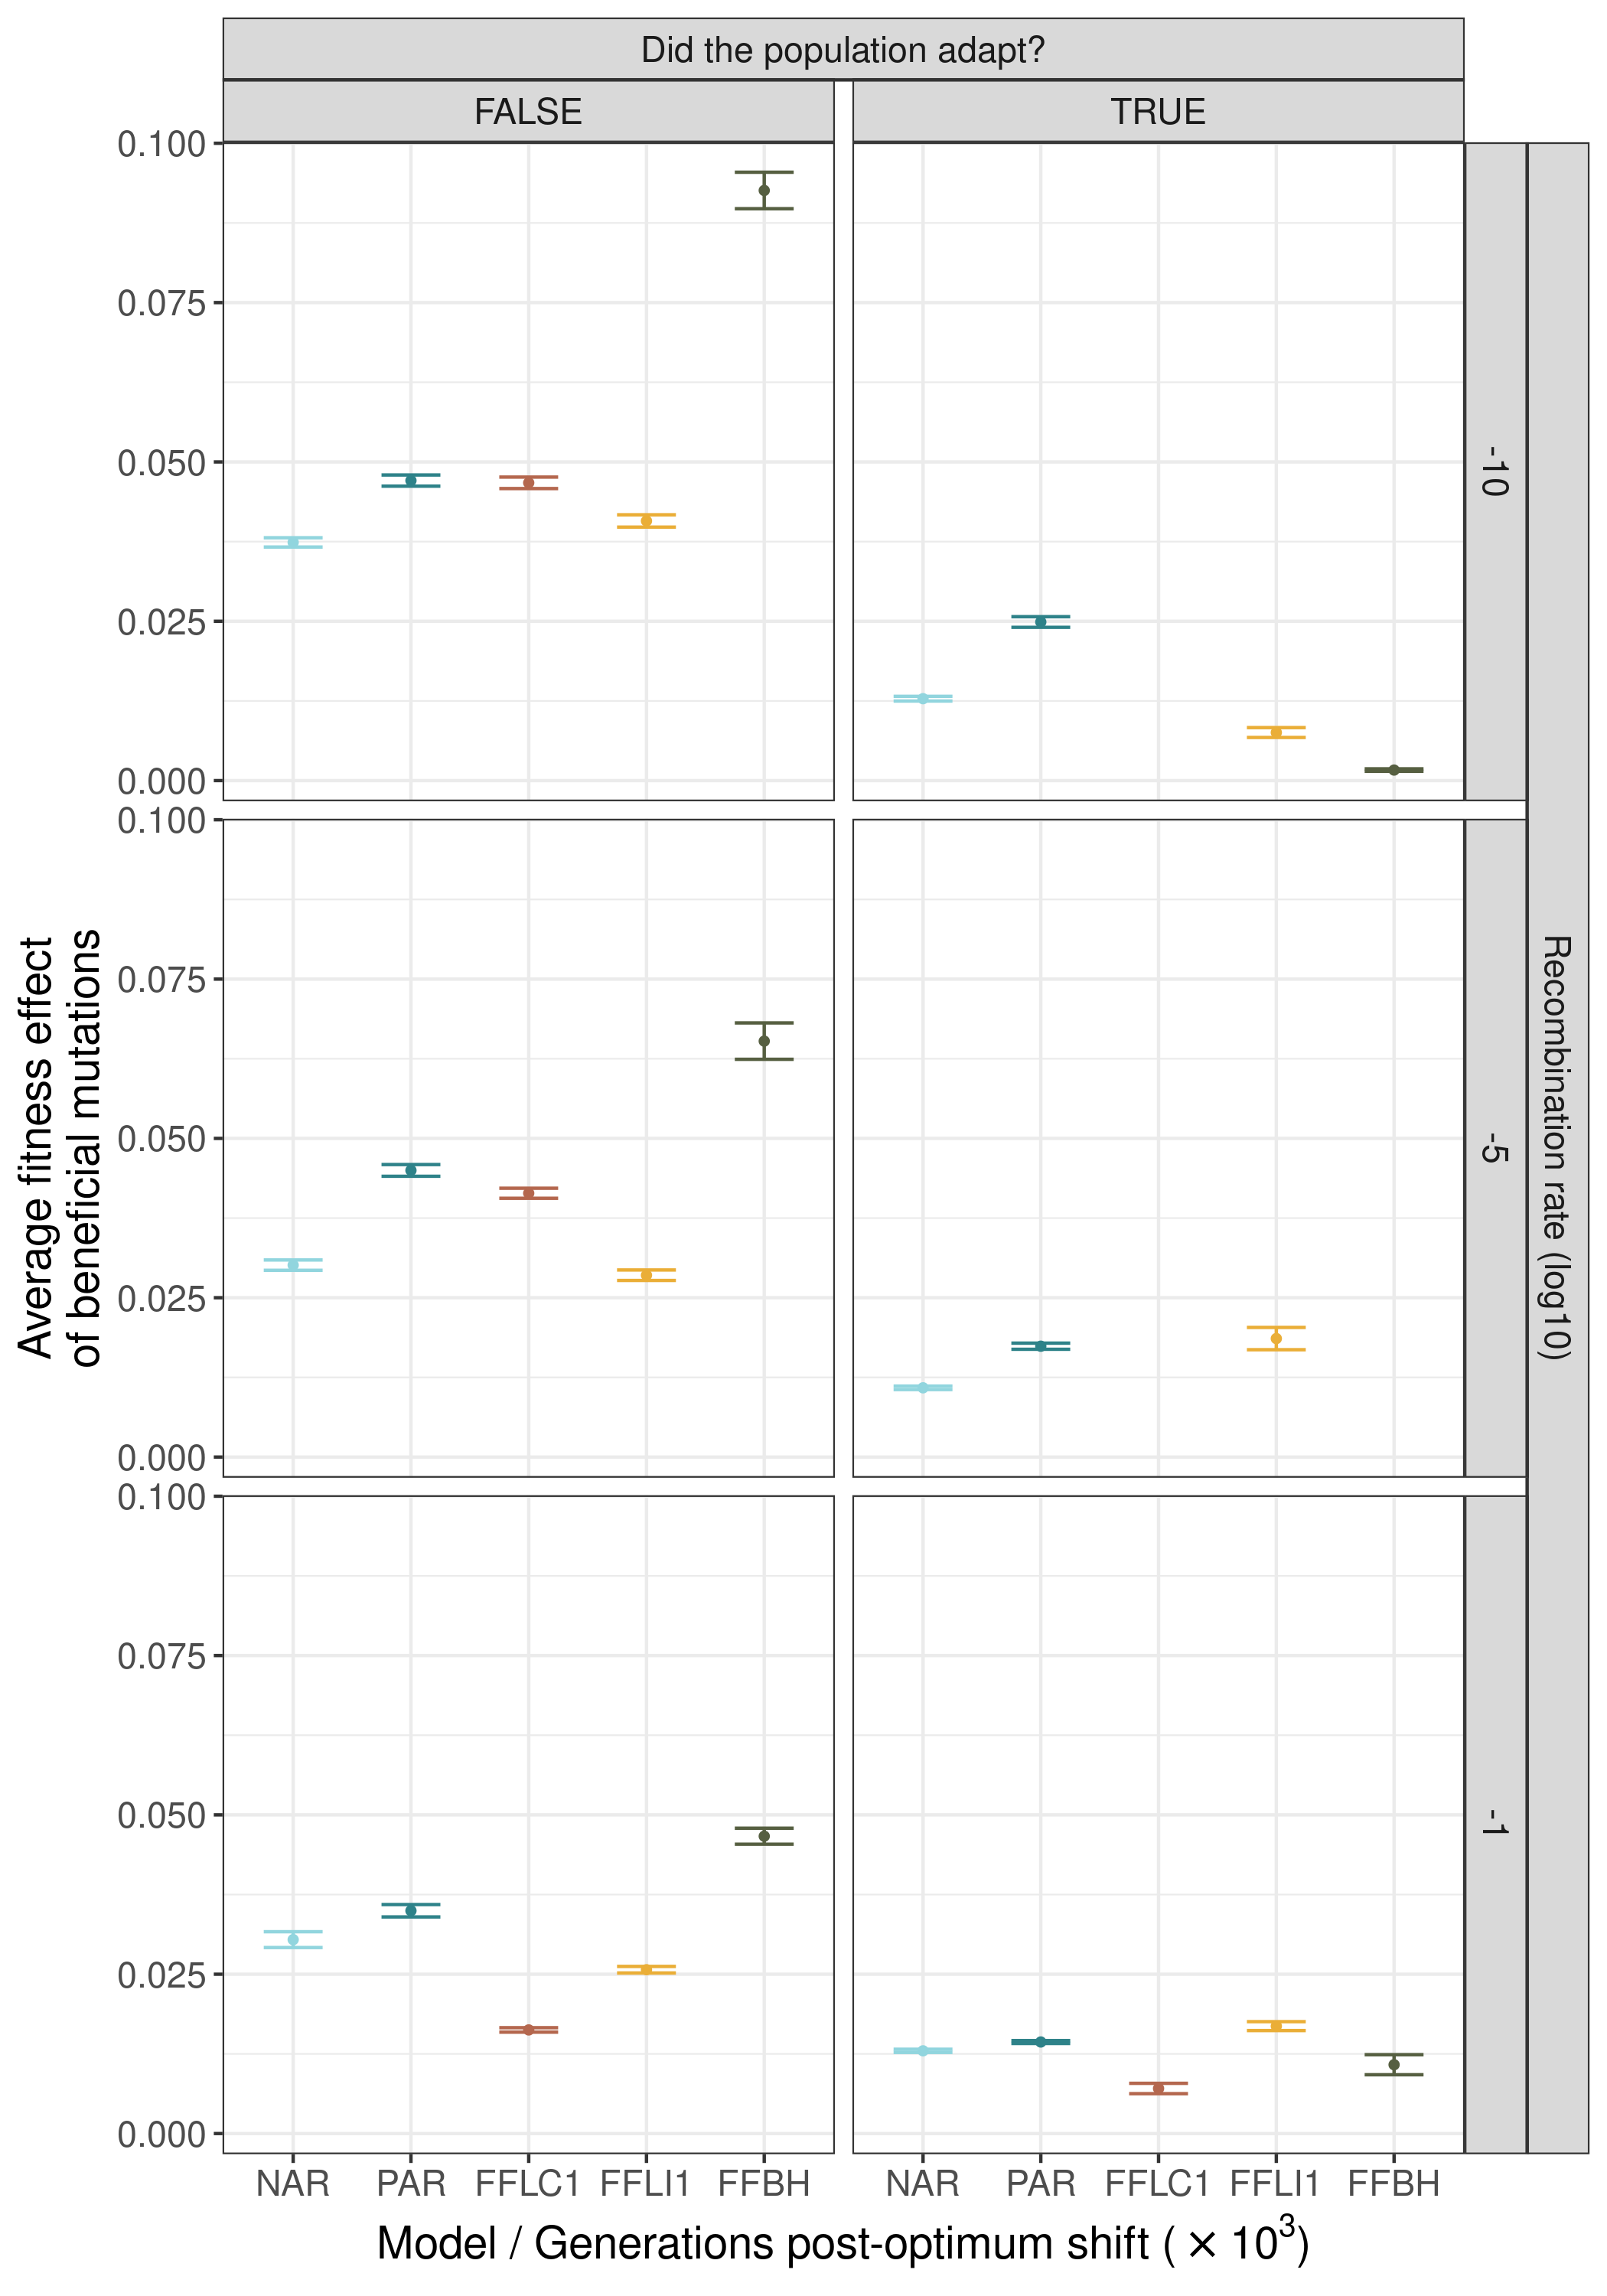 Did the population adapt?
FALSE TRUE
0.100
0.075
0.050
0.025
0.000
-10
0.100
0.075
0.050
0.025
0.000
-5
0.100
0.075
0.050
0.025
0.000
-1
Recombination rate (log10)
Average fitness effect
of beneficial mutations
NAR PAR FFLC1 FFLI1 FFBH NAR PAR FFLC1 FFLI1 FFBH
Model / Generations post-optimum shift ( × 10³)